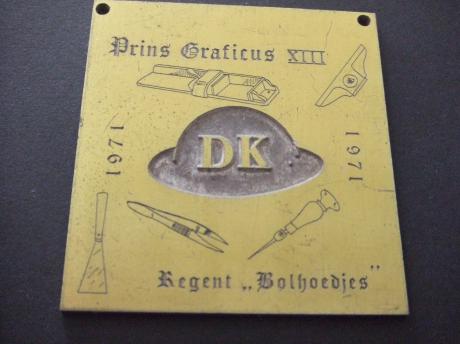 Prins Graficus XIII
1971
DK
1971
Regent „Bolhoedjes"